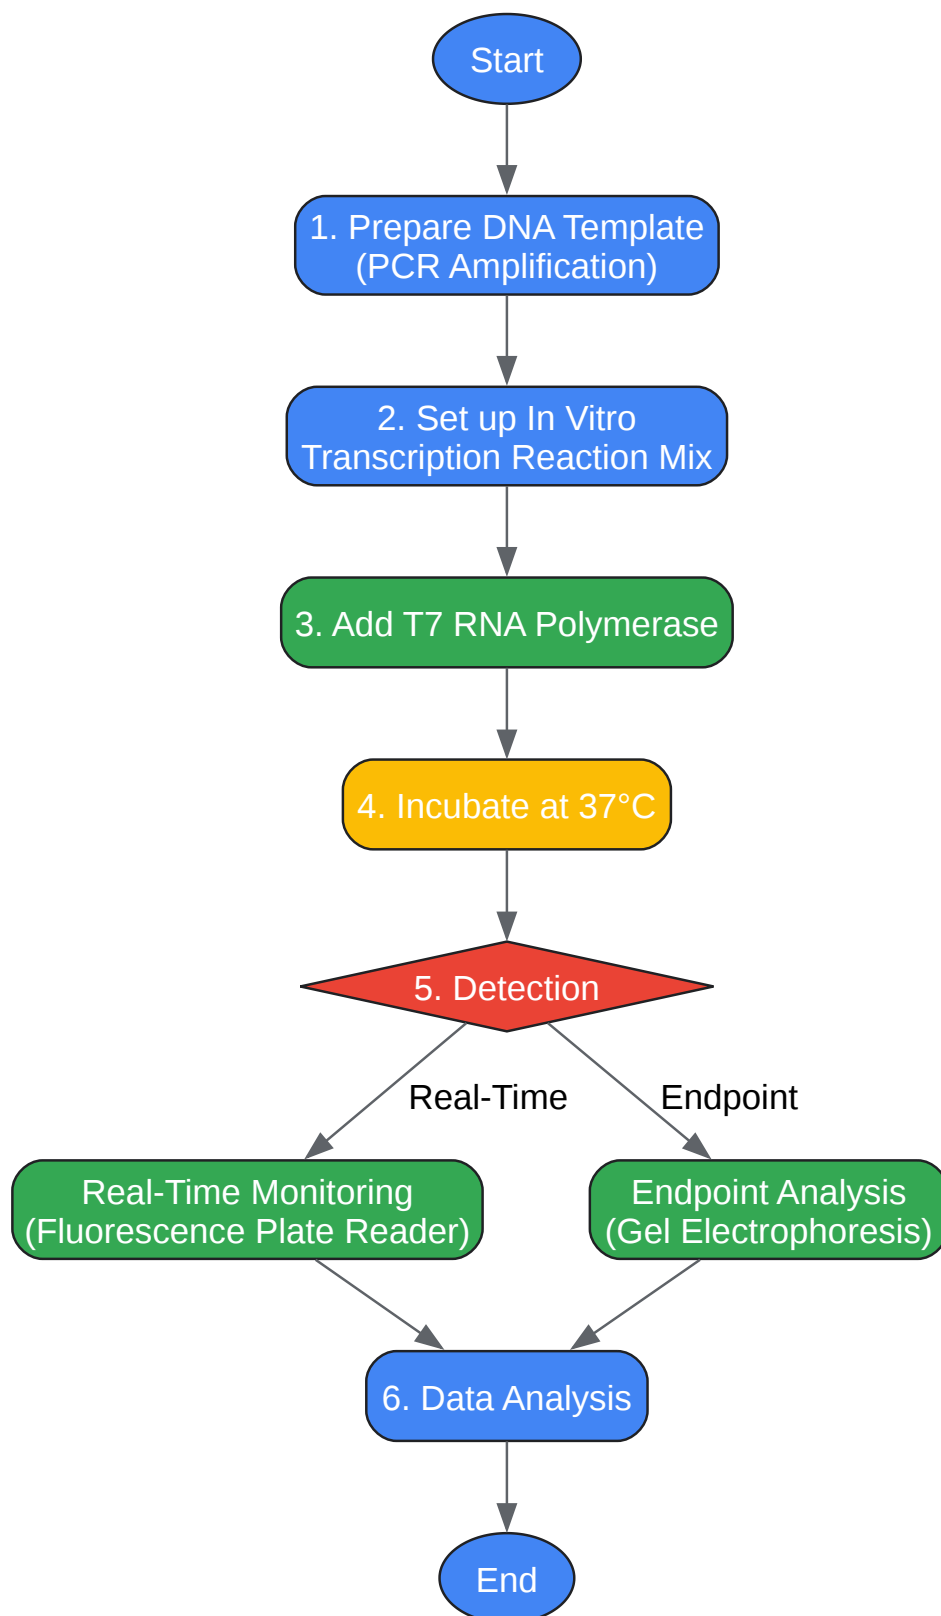 Start
1. Prepare DNA Template
(PCR Amplification)
2. Set up In Vitro
Transcription Reaction Mix
3. Add T7 RNA Polymerase
4. Incubate at 37°C
5. Detection
Real-Time
Endpoint
Real-Time Monitoring
(Fluorescence Plate Reader)
Endpoint Analysis
(Gel Electrophoresis)
6. Data Analysis
End